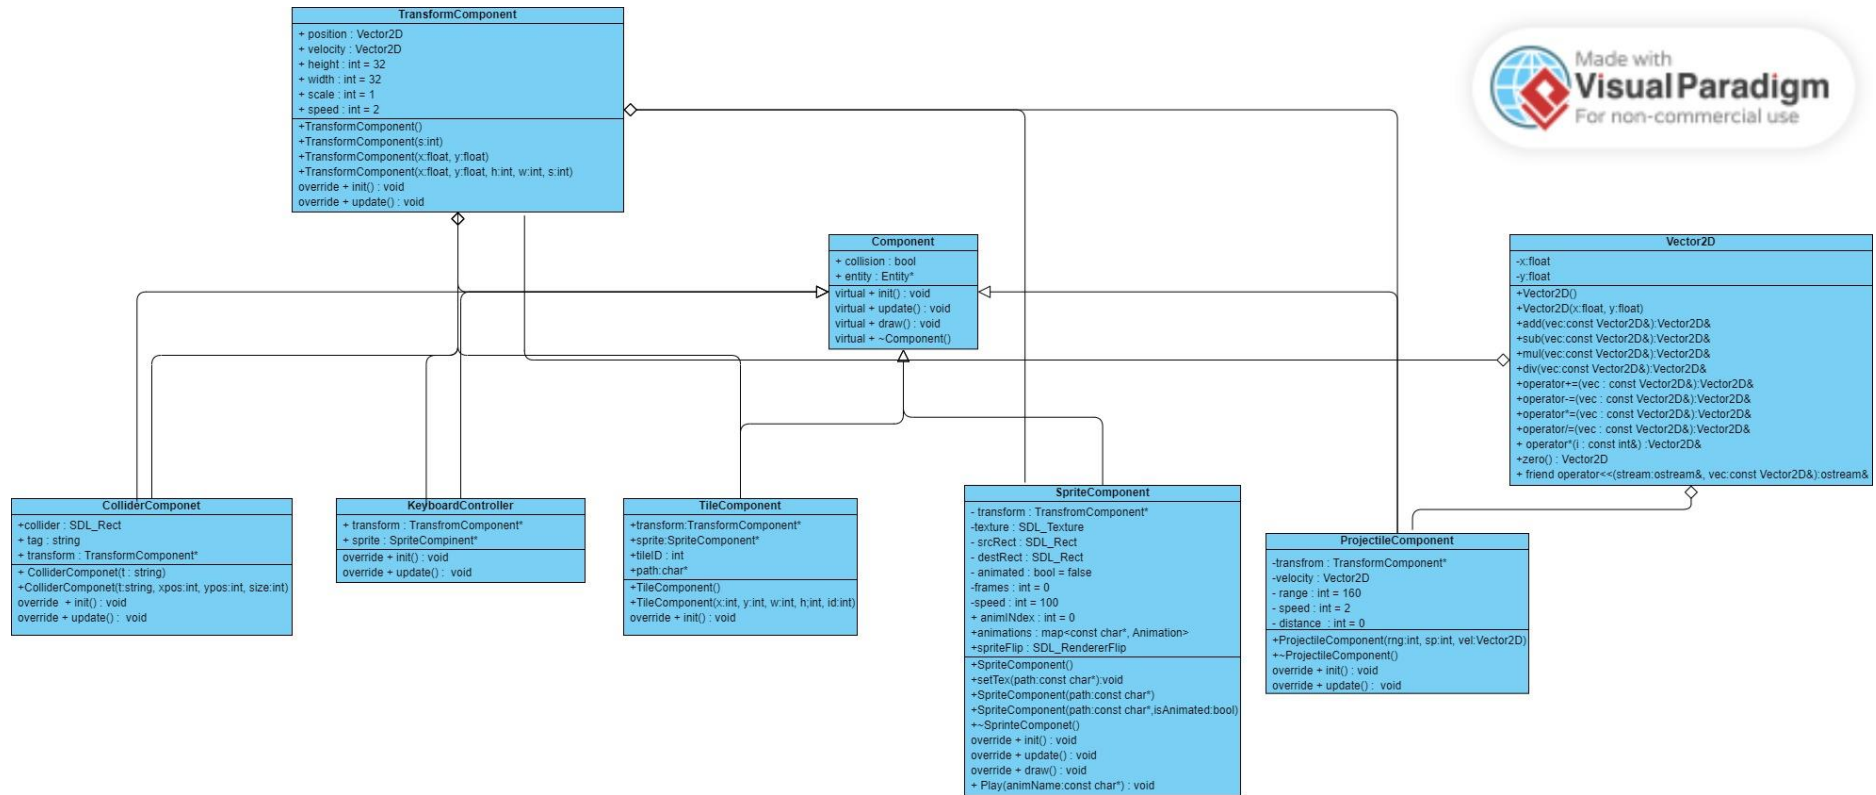 TransformComponent
+ position : Vector2D
+ velocity : Vector2D
+ height : int = 32
+ width : int = 32
+ scale : int = 1
+ speed : int = 2
+TransformComponent()
+TransformComponent(s:int)
+TransformComponent(x:float, y:float)
+TransformComponent(x:float, y:float, h:int, w:int, s:int)
override + init() : void
override + update() : void
Made with
Visual Paradigm
For non-commercial use
Component
+ collision : bool
+ entity : Entity*
virtual + init() : void
virtual + update() : void
virtual + draw() : void
virtual + ~Component()
Vector2D
-x:float
-y:float
+Vector2D()
+Vector2D(x:float, y:float)
+add(vec:const Vector2D&):Vector2D&
+sub(vec:const Vector2D&):Vector2D&
+mul(vec:const Vector2D&):Vector2D&
+div(vec:const Vector2D&):Vector2D&
+operator+=(vec : const Vector2D&):Vector2D&
+operator-=(vec : const Vector2D&):Vector2D&
+operator*=(vec : const Vector2D&):Vector2D&
+operator/=(vec : const Vector2D&):Vector2D&
+ operator*(i : const int&) :Vector2D&
+zero() : Vector2D
+ friend operator<<(stream:ostream&, vec:const Vector2D&):ostream&
ColliderComponet
+collider : SDL_Rect
+ tag : string
+ transform : TransformComponent*
+ ColliderComponet(t : string)
+ColliderComponet(t:string, xpos:int, ypos:int, size:int)
override + init() : void
override + update() : void
KeyboardController
+ transform : TransfromComponent*
+ sprite : SpriteCompinent*
override + init() : void
override + update() : void
TileComponent
+transform:TransformComponent*
+sprite:SpriteComponent*
+tileID : int
+path:char*
+TileComponent()
+TileComponent(x:int, y:int, w:int, h;int, id:int)
override + init() : void
SpriteComponent
- transform : TransfromComponent*
-texture : SDL_Texture
- srcRect : SDL_Rect
- destRect : SDL_Rect
- animated : bool = false
-frames : int = 0
-speed : int = 100
+ animINdex : int = 0
+animations : map<const char*, Animation>
+spriteFlip : SDL_RendererFlip
+SpriteComponent()
+setTex(path:const char*):void
+SpriteComponent(path:const char*)
+SpriteComponent(path:const char*,isAnimated:bool)
+~SprinteComponet()
override + init() : void
override + update() : void
override + draw() : void
+ Play(animName:const char*) : void
ProjectileComponent
-transfrom : TransformComponent*
-velocity : Vector2D
- range : int = 160
- speed : int = 2
- distance : int = 0
+ProjectileComponent(rng:int, sp:int, vel:Vector2D)
+~ProjectileComponent()
override + init() : void
override + update() : void